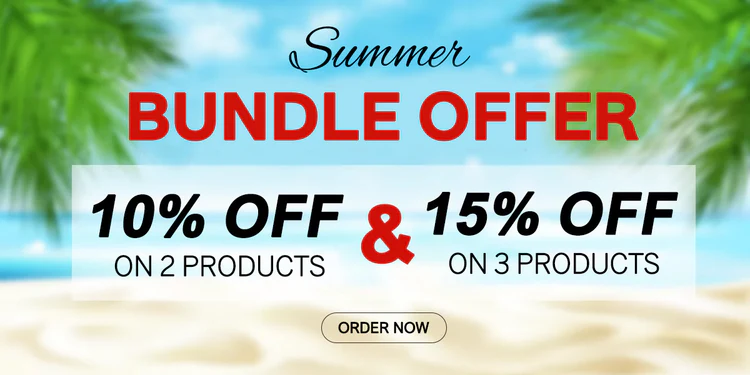 Summer
BUNDLE OFFER
10% OFF
ON 2 PRODUCTS
&
15% OFF
ON 3 PRODUCTS
ORDER NOW